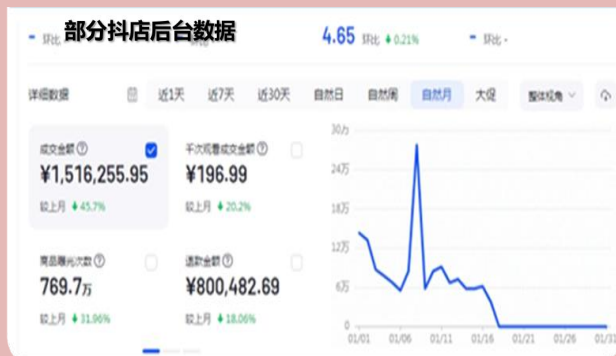 部分抖店后台数据
- 环比
4.65 环比 0.21%
- 环比 -
详细数据 近1天 近7天 近30天 自然日 自然周 自然月 大促 整体视角
成交金额 ?
¥1,516,255.95
较上月 45.7%
千次观看成交金额 ?
¥196.99
较上月 20.2%
商品曝光次数 ?
769.7万
较上月 31.96%
退款金额 ?
¥800,482.69
较上月 18.06%
30万
24万
18万
12万
6万
0
01/01 01/06 01/11 01/16 01/21 01/26